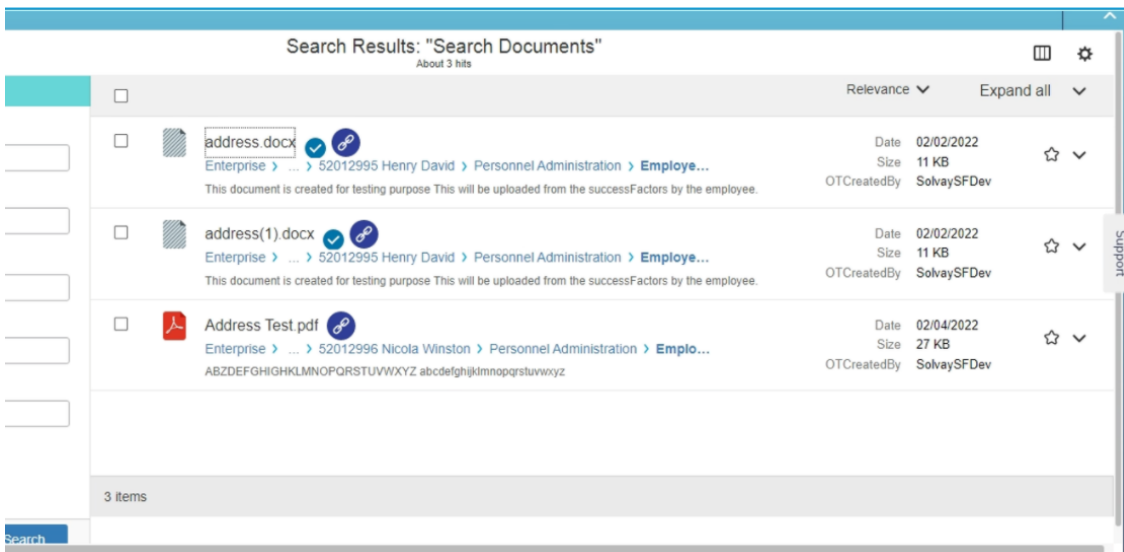 Search Results: "Search Documents"
About 3 hits
Relevance Expand all
address.docx
Date 02/02/2022
Enterprise > ... > 52012995 Henry David > Personnel Administration > Employe...
Size 11 KB
This document is created for testing purpose This will be uploaded from the successFactors by the employee.
OTCreatedBy SolvaySFDev
address(1).docx
Date 02/02/2022
Enterprise > ... > 52012995 Henry David > Personnel Administration > Employe...
Size 11 KB
This document is created for testing purpose This will be uploaded from the successFactors by the employee.
OTCreatedBy SolvaySFDev
Support
Address Test.pdf
Date 02/04/2022
Enterprise > ... > 52012996 Nicola Winston > Personnel Administration > Emplo...
Size 27 KB
ABZDEFGHIGHKLMNOPQRSTUVWXYZ abcdefghijklmnopqrstuvwxyz
OTCreatedBy SolvaySFDev
3 items
Search